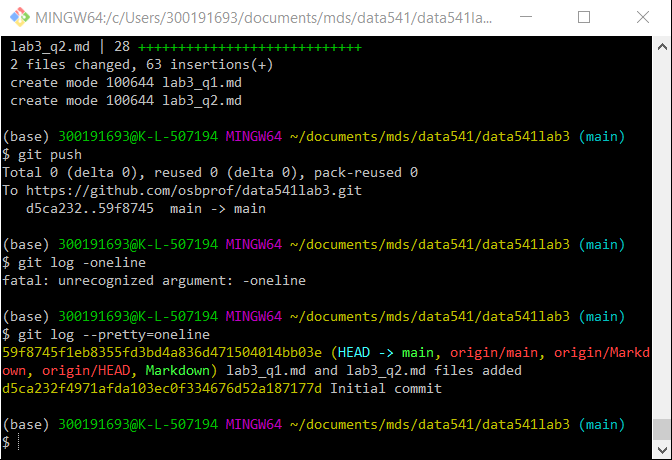 MINGW64:/c/Users/300191693/documents/mds/data541/data541la...
lab3_q2.md | 28 ++++++++++++++++++++++++++++
2 files changed, 63 insertions(+)
create mode 100644 lab3_q1.md
create mode 100644 lab3_q2.md
(base) 300191693@K-L-507194 MINGW64 ~/documents/mds/data541/data541lab3 (main)
$ git push
Total 0 (delta 0), reused 0 (delta 0), pack-reused 0
To https://github.com/osbprof/data541lab3.git
d5ca232..59f8745  main -> main
(base) 300191693@K-L-507194 MINGW64 ~/documents/mds/data541/data541lab3 (main)
$ git log -oneline
fatal: unrecognized argument: -oneline
(base) 300191693@K-L-507194 MINGW64 ~/documents/mds/data541/data541lab3 (main)
$ git log --pretty=oneline
59f8745f1eb8355fd3bd4a836d471504014bb03e (HEAD -> main, origin/main, origin/Markd
own, origin/HEAD, Markdown) lab3_q1.md and lab3_q2.md files added
d5ca232f4971afda103ec0f334676d52a187177d Initial commit
(base) 300191693@K-L-507194 MINGW64 ~/documents/mds/data541/data541lab3 (main)
$